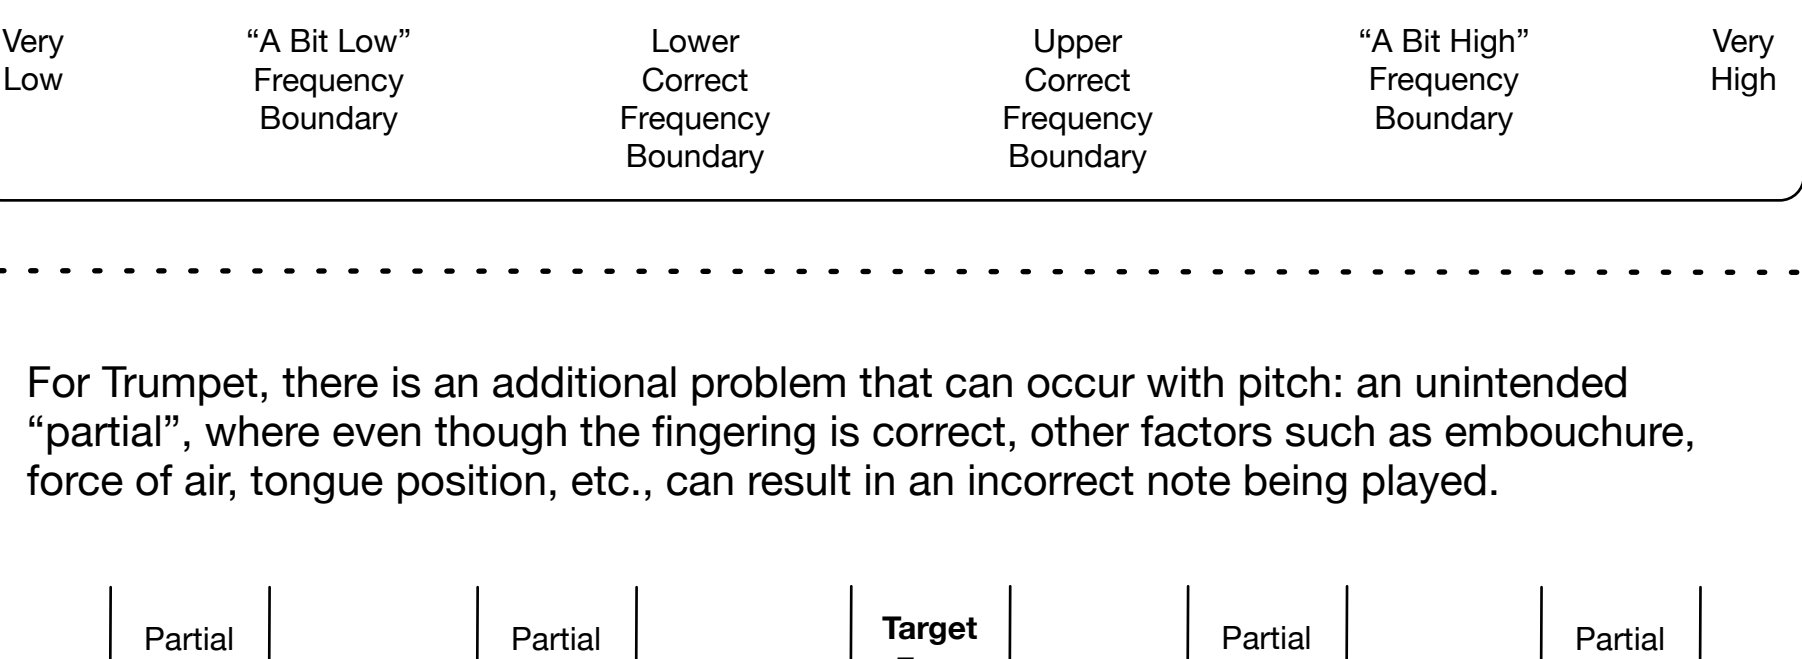 Very Low
"A Bit Low" Frequency Boundary
Lower Correct Frequency Boundary
Upper Correct Frequency Boundary
"A Bit High" Frequency Boundary
Very High
For Trumpet, there is an additional problem that can occur with pitch: an unintended
“partial”, where even though the fingering is correct, other factors such as embouchure,
force of air, tongue position, etc., can result in an incorrect note being played.
Partial
Partial
Target
Partial
Partial